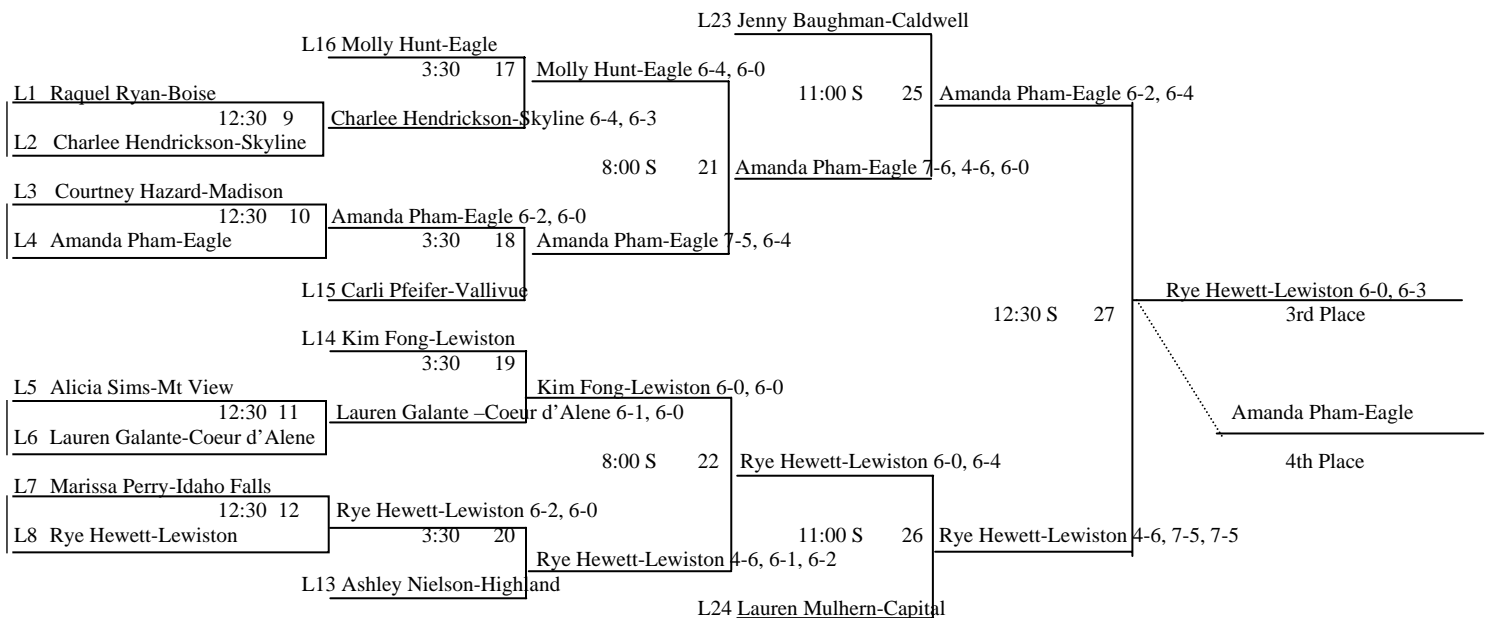 L23 Jenny Baughman-Caldwell
L16 Molly Hunt-Eagle
3:30 17 Molly Hunt-Eagle 6-4, 6-0
L1 Raquel Ryan-Boise 11:00 S 25 Amanda Pham-Eagle 6-2, 6-4
12:30 9 Charlee Hendrickson-Skyline 6-4, 6-3
L2 Charlee Hendrickson-Skyline
8:00 S 21 Amanda Pham-Eagle 7-6, 4-6, 6-0
L3 Courtney Hazard-Madison
12:30 10 Amanda Pham-Eagle 6-2, 6-0
L4 Amanda Pham-Eagle 3:30 18 Amanda Pham-Eagle 7-5, 6-4
L15 Carli Pfeifer-Vallivue Rye Hewett-Lewiston 6-0, 6-3
12:30 S 27 3rd Place
L14 Kim Fong-Lewiston
3:30 19
L5 Alicia Sims-Mt View Kim Fong-Lewiston 6-0, 6-0
12:30 11 Lauren Galante –Coeur d’Alene 6-1, 6-0 Amanda Pham-Eagle
L6 Lauren Galante-Coeur d’Alene
8:00 S 22 Rye Hewett-Lewiston 6-0, 6-4 4th Place
L7 Marissa Perry-Idaho Falls
12:30 12 Rye Hewett-Lewiston 6-2, 6-0
L8 Rye Hewett-Lewiston 3:30 20 11:00 S 26 Rye Hewett-Lewiston 4-6, 7-5, 7-5
Rye Hewett-Lewiston 4-6, 6-1, 6-2
L13 Ashley Nielson-Highland
L24 Lauren Mulhern-Capital